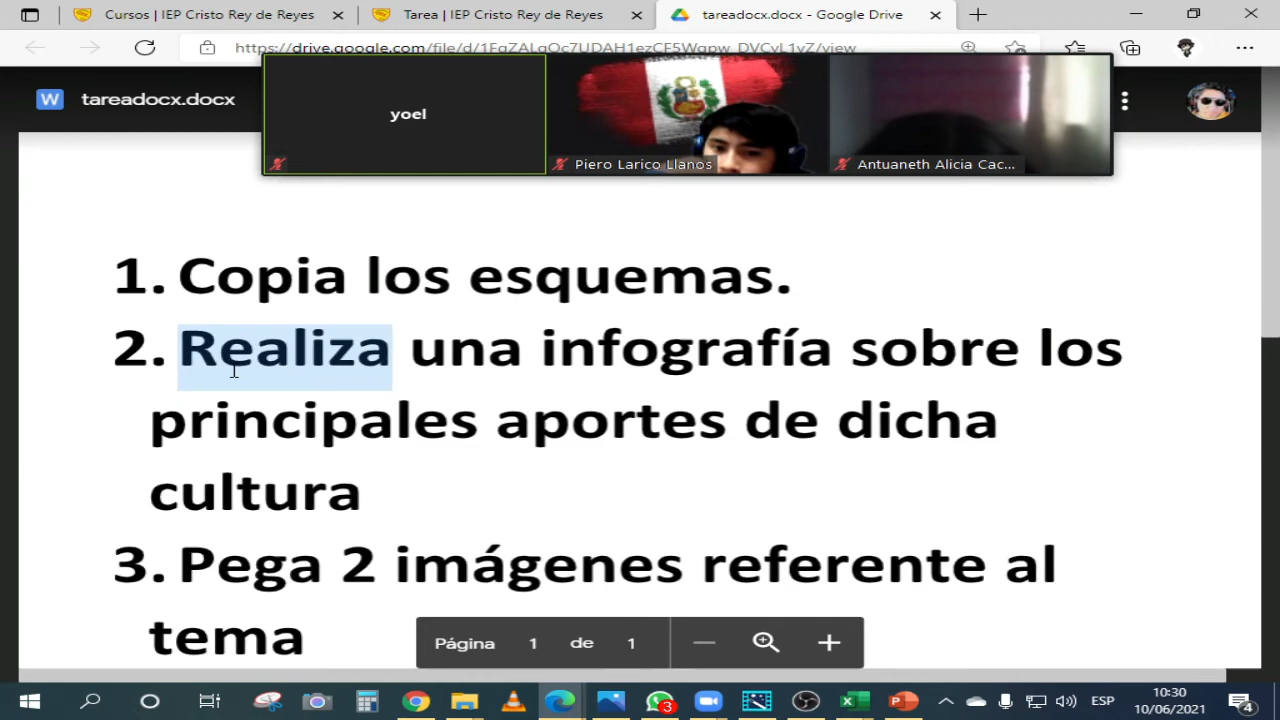 Cursos | IEP Cristo Rey de Reyes
Tarea | IEP Cristo Rey de Reyes
tareadocx.docx - Google Drive
W tareadocx.docx
yoel
Piero Larico Llanos
Antuaneth Alicia Cac...
1. Copia los esquemas.
2. Realiza una infografía sobre los
principales aportes de dicha
cultura
3. Pega 2 imágenes referente al
tema
Página 1 de 1
3
ESP
10:30
10/06/2021
4